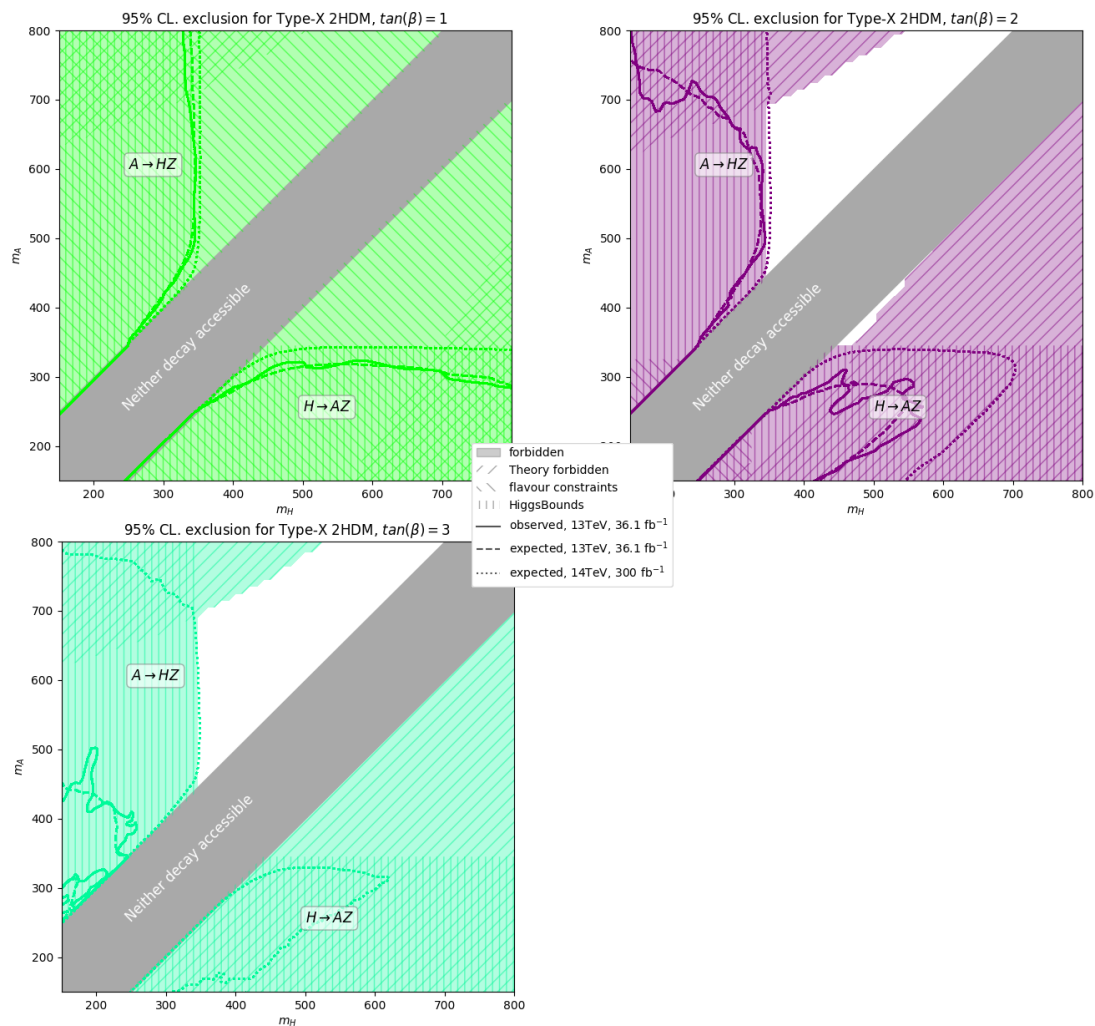 95% CL. exclusion for Type-X 2HDM, tan(β) = 1
800
700
600
500
400
300
200
m_A
A → HZ
H → AZ
Neither decay accessible
200 300 400 500 600 700
m_H
95% CL. exclusion for Type-X 2HDM, tan(β) = 2
800
700
600
500
400
300
m_A
A → HZ
H → AZ
Neither decay accessible
300 400 500 600 700 800
m_H
forbidden
Theory forbidden
flavour constraints
HiggsBounds
observed, 13TeV, 36.1 fb⁻¹
expected, 13TeV, 36.1 fb⁻¹
expected, 14TeV, 300 fb⁻¹
95% CL. exclusion for Type-X 2HDM, tan(β) = 3
800
700
600
500
400
300
200
m_A
A → HZ
H → AZ
Neither decay accessible
200 300 400 500 600 700 800
m_H